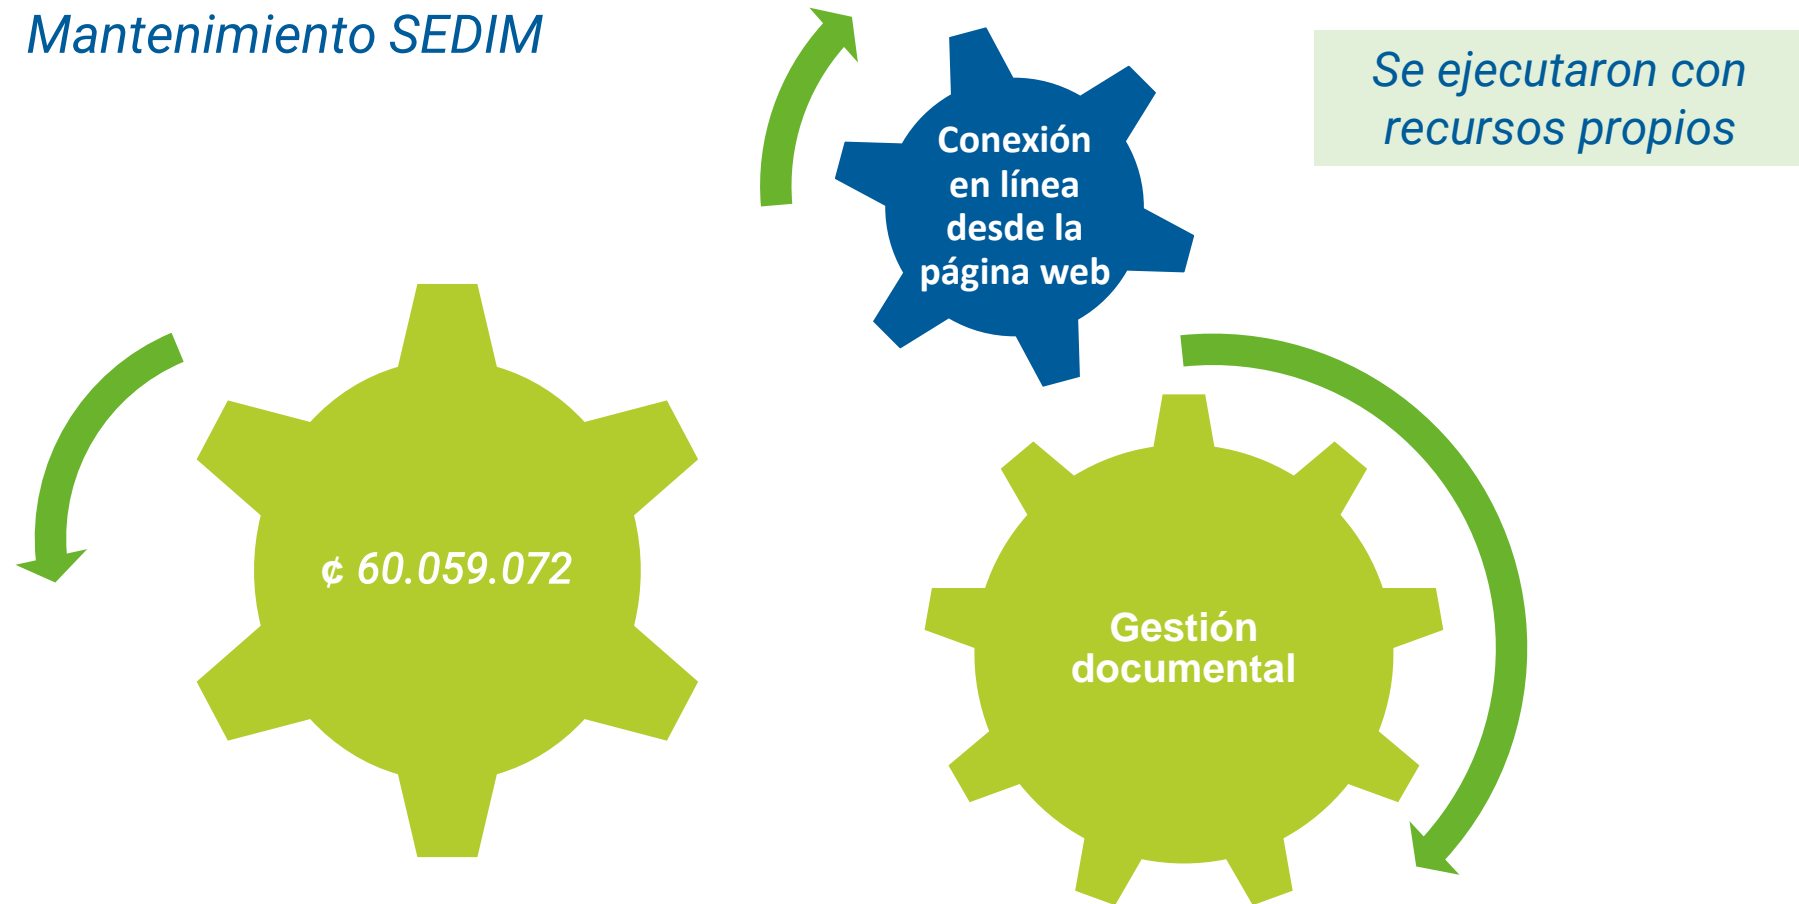 Mantenimiento SEDIM
Conexión
en línea
desde la
página web
Se ejecutaron con
recursos propios
¢ 60.059.072
Gestión
documental